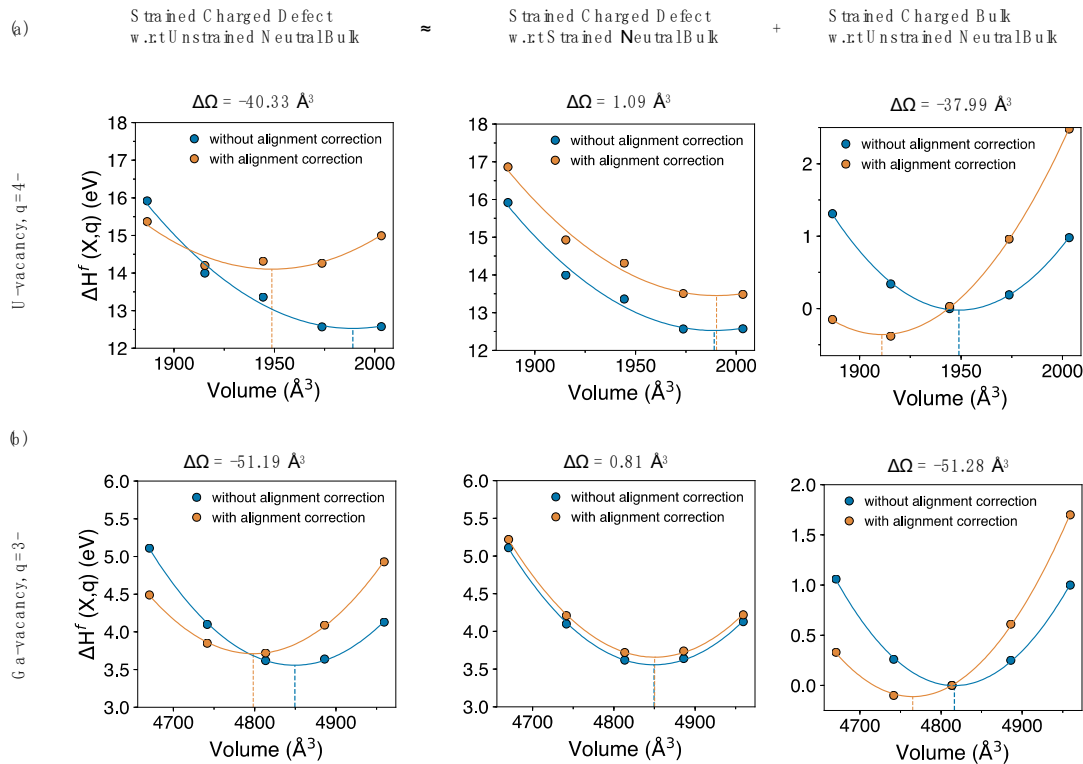 (a)
Strained Charged Defect
w.r.t Unstrained Neutral Bulk
≈
Strained Charged Defect
w.r.t Strained Neutral Bulk
+
Strained Charged Bulk
w.r.t Unstrained Neutral Bulk
U-vacancy, q=4-
ΔΩ = −40.33 Å³
18
17
16
15
14
13
12
ΔHᶠ (X,q) (eV)
without alignment correction
with alignment correction
1900
1950
2000
Volume (Å³)
ΔΩ = 1.09 Å³
18
17
16
15
14
13
12
without alignment correction
with alignment correction
1900
1950
2000
Volume (Å³)
ΔΩ = −37.99 Å³
2
1
0
without alignment correction
with alignment correction
1900
1950
2000
Volume (Å³)
(b)
Ga-vacancy, q=3-
ΔΩ = −51.19 Å³
6.0
5.5
5.0
4.5
4.0
3.5
3.0
ΔHᶠ (X,q) (eV)
without alignment correction
with alignment correction
4700
4800
4900
Volume (Å³)
ΔΩ = 0.81 Å³
6.0
5.5
5.0
4.5
4.0
3.5
3.0
without alignment correction
with alignment correction
4700
4800
4900
Volume (Å³)
ΔΩ = −51.28 Å³
2.0
1.5
1.0
0.5
0.0
without alignment correction
with alignment correction
4700
4800
4900
Volume (Å³)